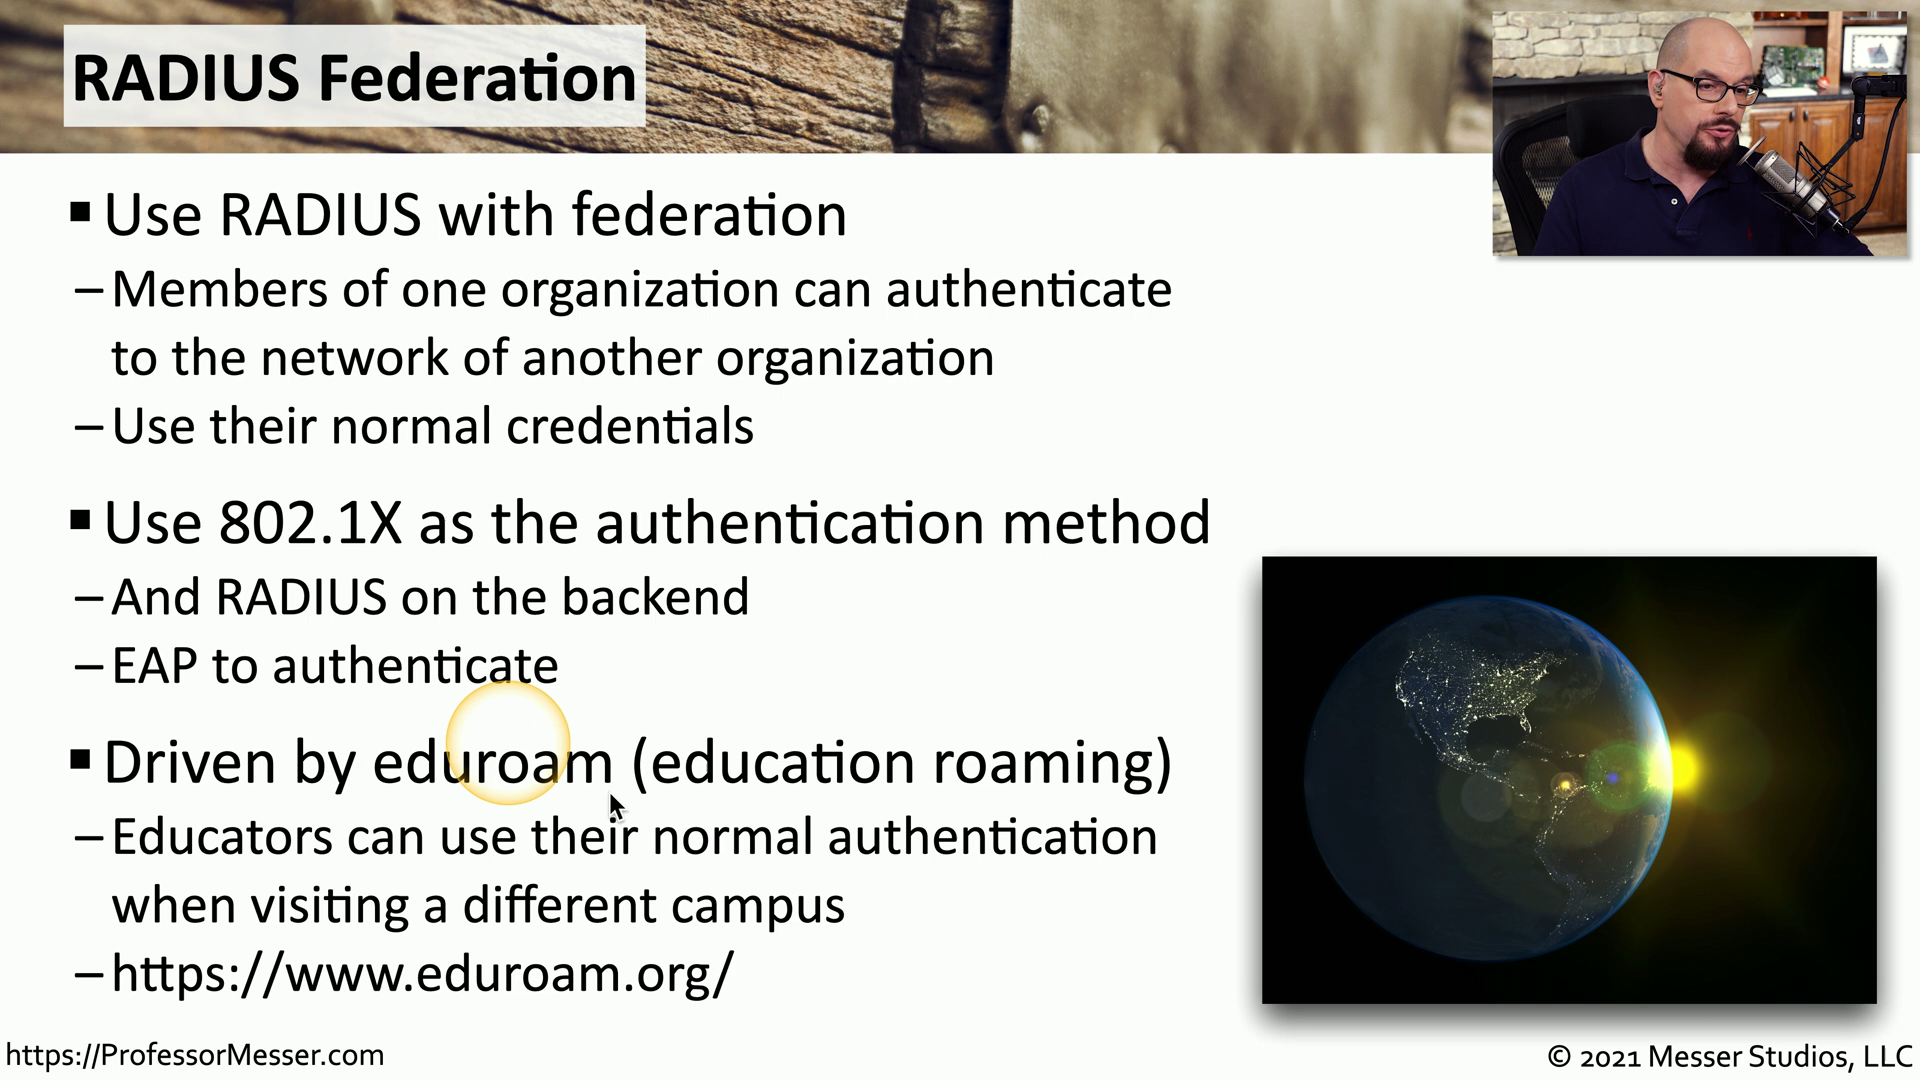 RADIUS Federation
▪ Use RADIUS with federation
– Members of one organization can authenticate
to the network of another organization
– Use their normal credentials
▪ Use 802.1X as the authentication method
– And RADIUS on the backend
– EAP to authenticate
▪ Driven by eduroam (education roaming)
– Educators can use their normal authentication
when visiting a different campus
– https://www.eduroam.org/
https://ProfessorMesser.com
© 2021 Messer Studios, LLC